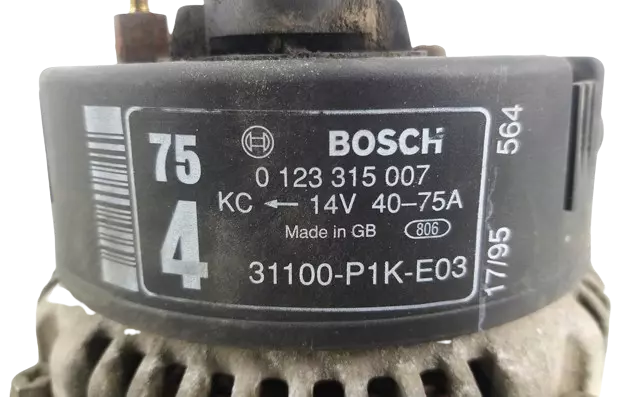 75
4
BOSCH
0 123 315 007
KC ← 14V 40–75A
Made in GB 806
31100-P1K-E03
17/95 564